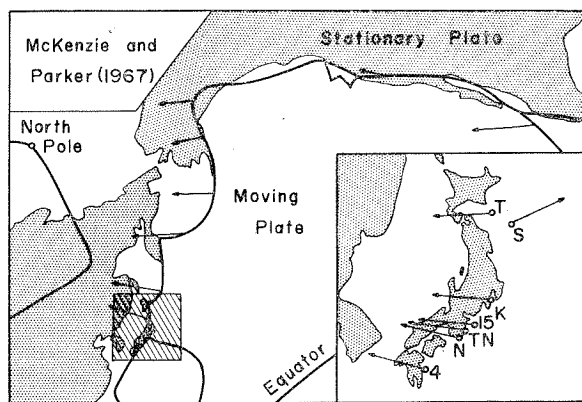 McKenzie and
Parker (1967)
Stationary Plate
North
Pole
Moving
Plate
Equator
T
S
K
15
TN
N
4